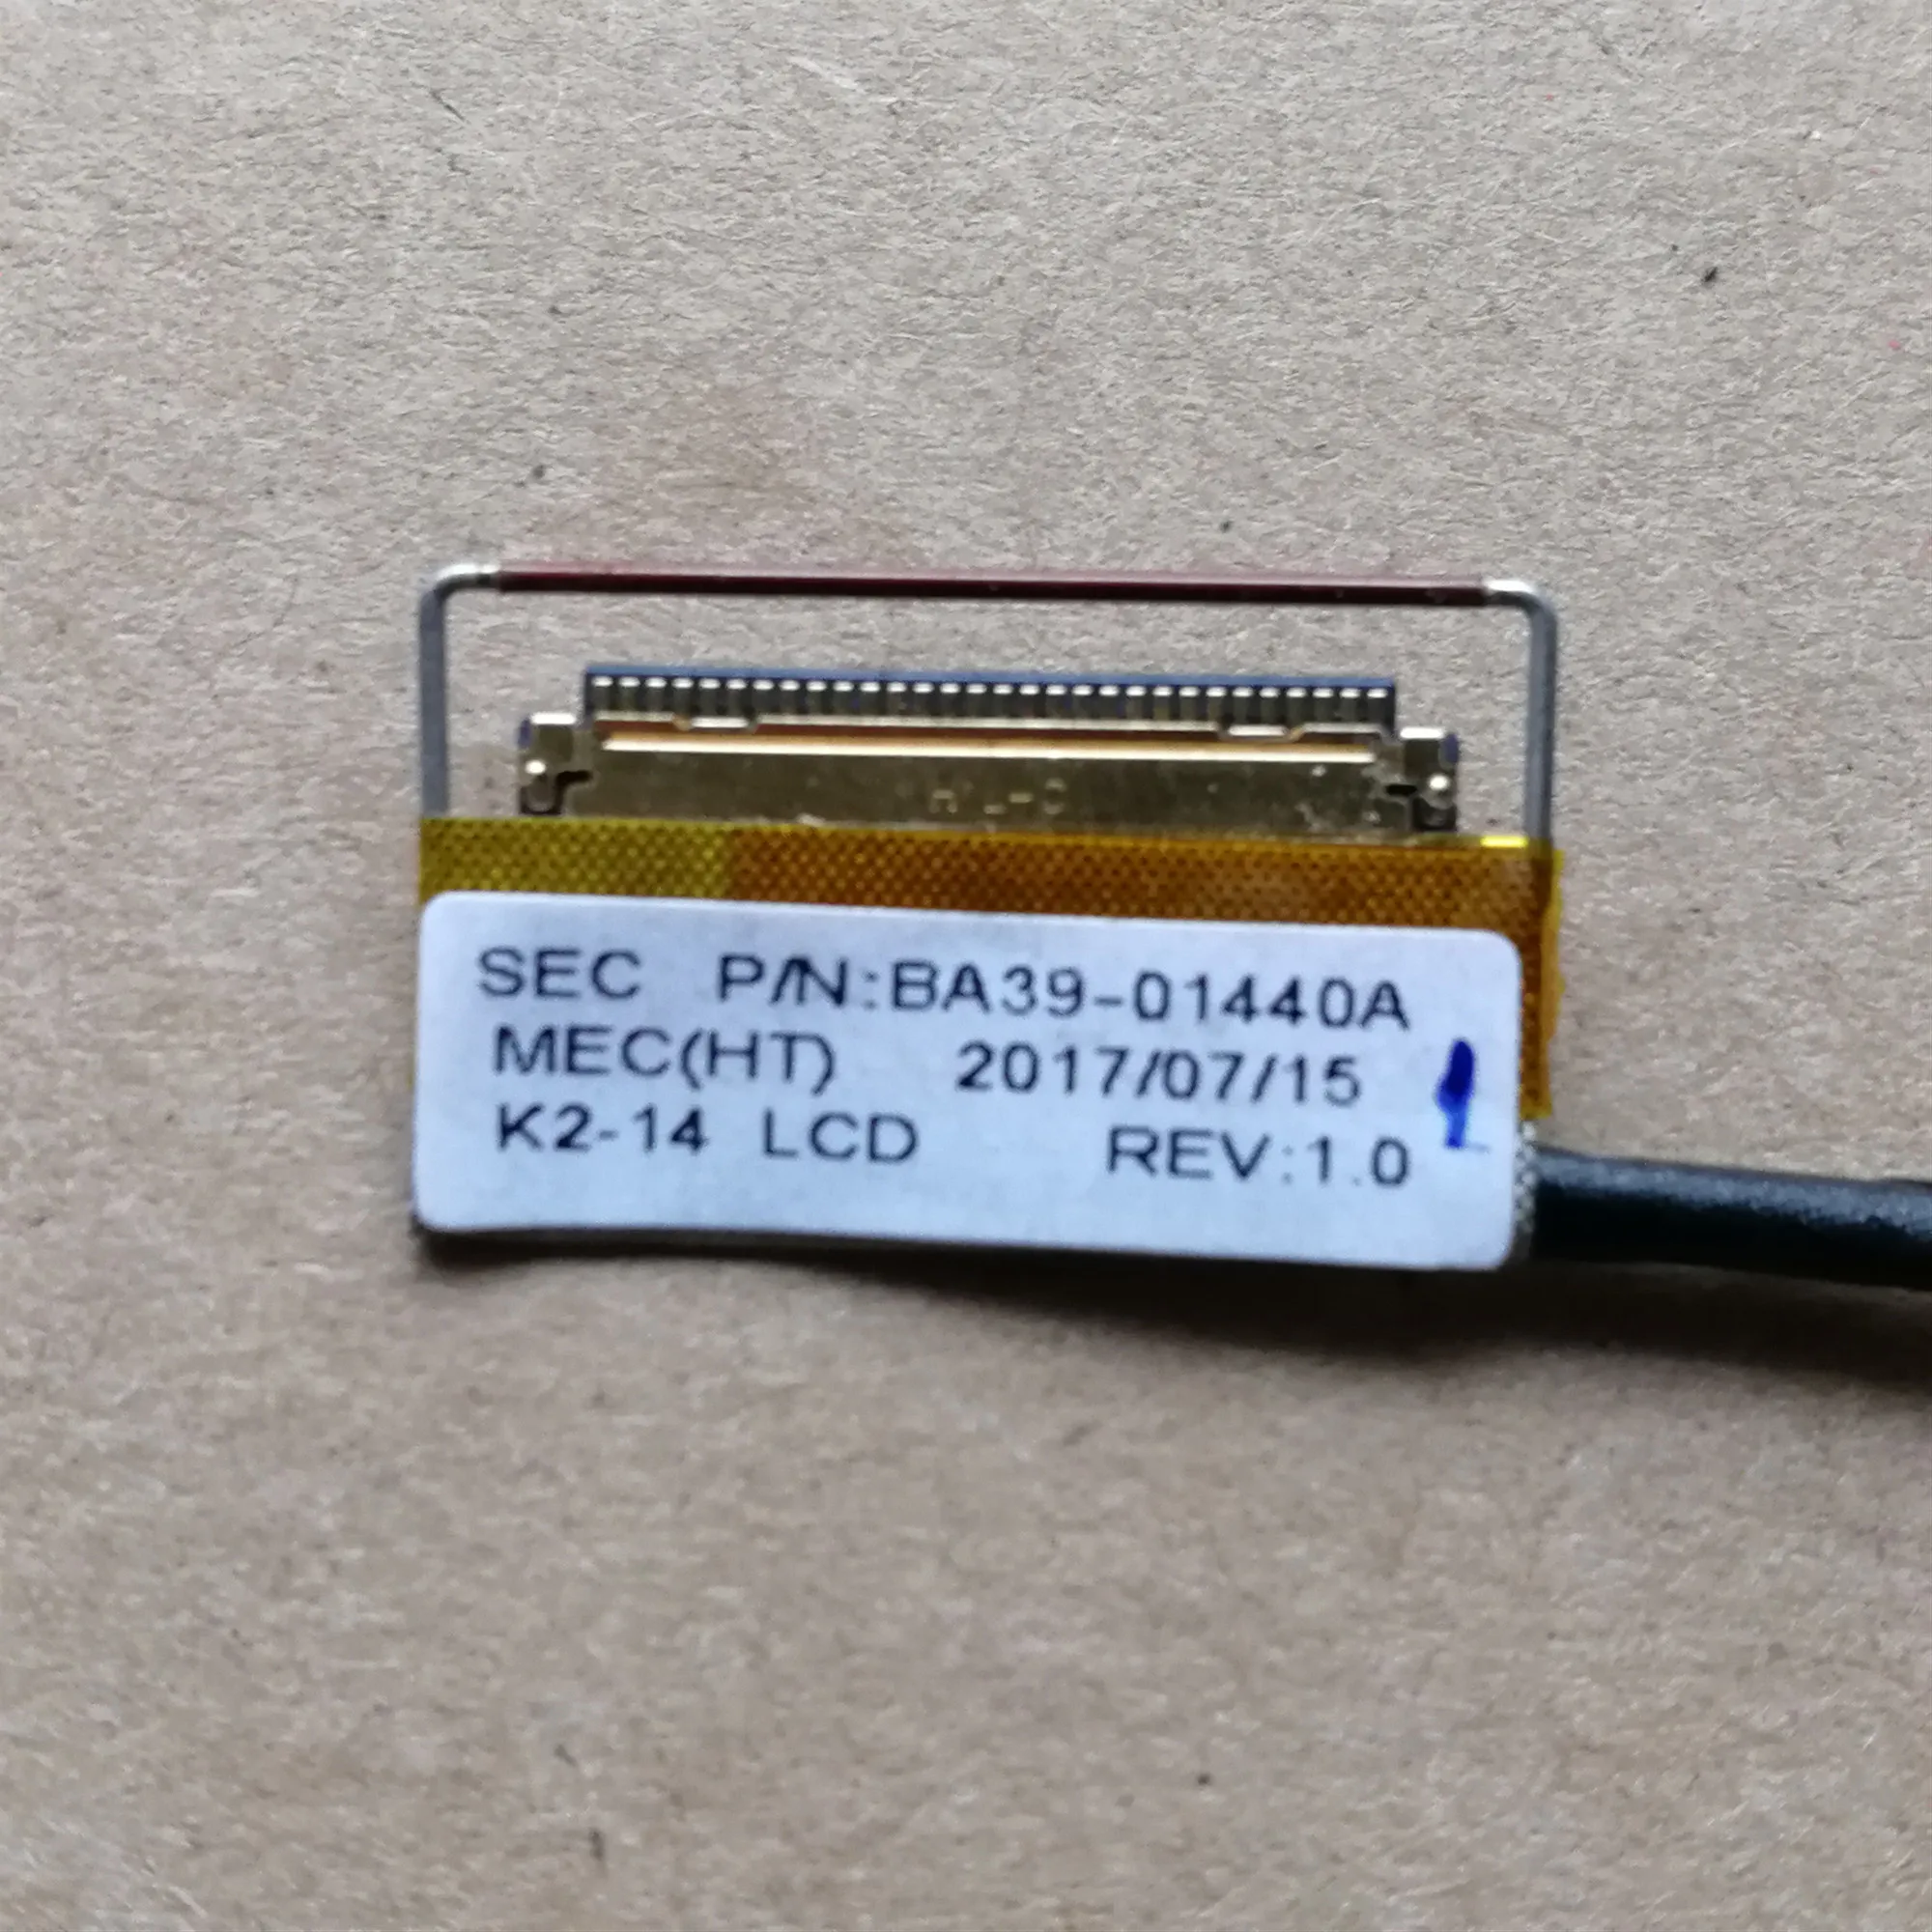 SEC P/N:BA39-01440A
MEC(HT) 2017/07/15
K2-14 LCD REV:1.0